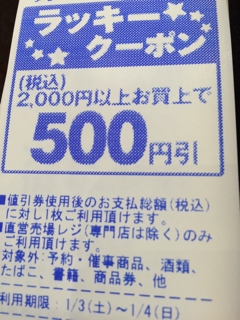 ラッキー
クーポン
(税込)
2,000円以上お買上で
500円引
■値引券使用後のお支払総額(税込)
に対し1枚ご利用頂けます。
■直営売場レジ(専門店は除く)のみ
ご利用頂けます。
■対象外:予約・催事商品、酒類、
たばこ、書籍、商品券、他
利用期限:1/3(土)~1/4(日)